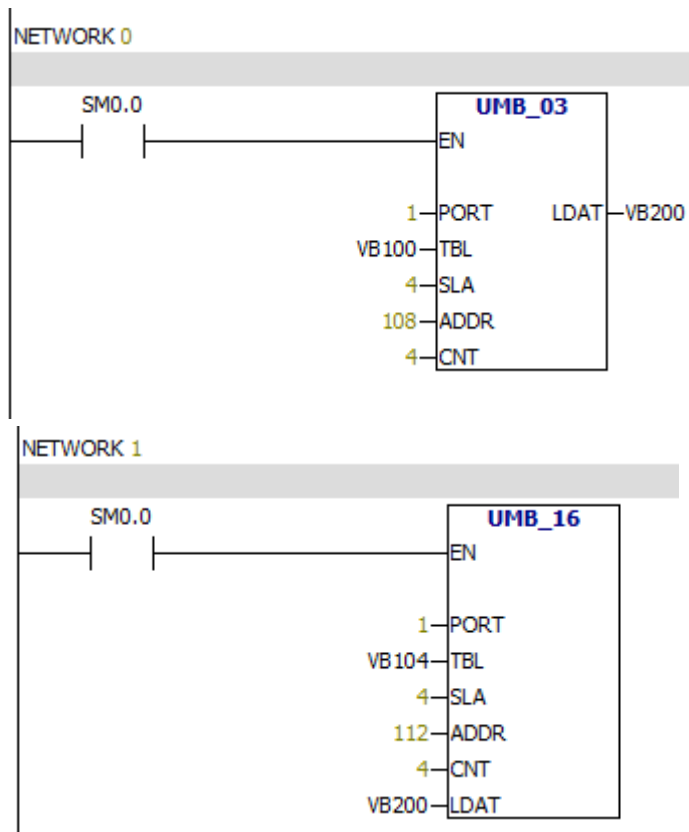 NETWORK 0
SM0.0
UMB_03
EN
1 PORT LDAT VB200
VB100 TBL
4 SLA
108 ADDR
4 CNT
NETWORK 1
SM0.0
UMB_16
EN
1 PORT
VB104 TBL
4 SLA
112 ADDR
4 CNT
VB200 LDAT